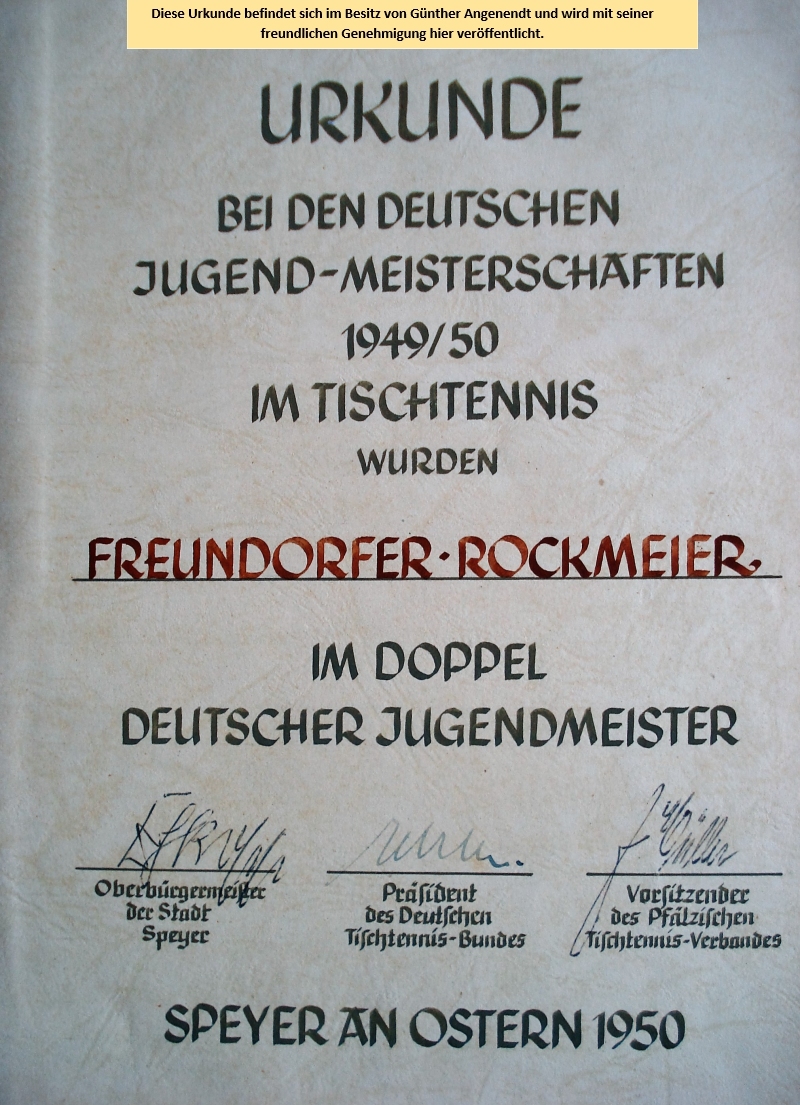 Diese Urkunde befindet sich im Besitz von Günther Angenendt und wird mit seiner
freundlichen Genehmigung hier veröffentlicht.
URKUNDE
BEI DEN DEUTSCHEN
JUGEND-MEISTERSCHAFTEN
1949/50
IM TISCHTENNIS
WURDEN
FREUNDORFER · ROCKMEIER
IM DOPPEL
DEUTSCHER JUGENDMEISTER
Müller
Oberbürgermeister
der Stadt
Speyer
Präsident
des Deutschen
Tischtennis-Bundes
Vorsitzender
des Pfälzischen
Tischtennis-Verbandes
SPEYER AN OSTERN 1950